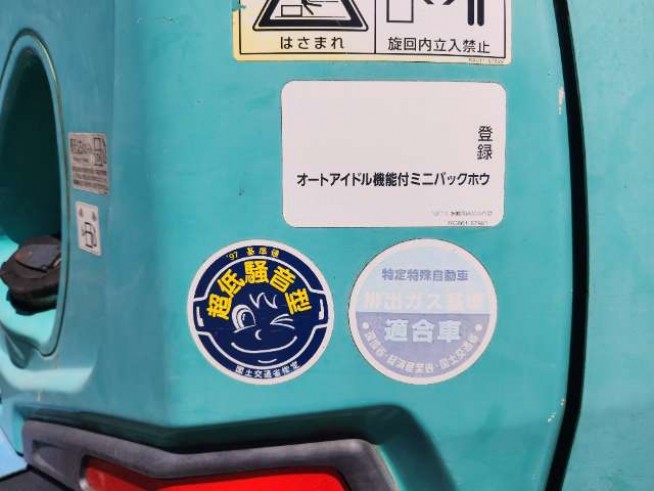 はさまれ
旋回内立入禁止
登録
オートアイドル機能付ミニバックホウ
'97 基準値
超低騒音型
国土交通省指定
特定特殊自動車
排出ガス基準
適合車